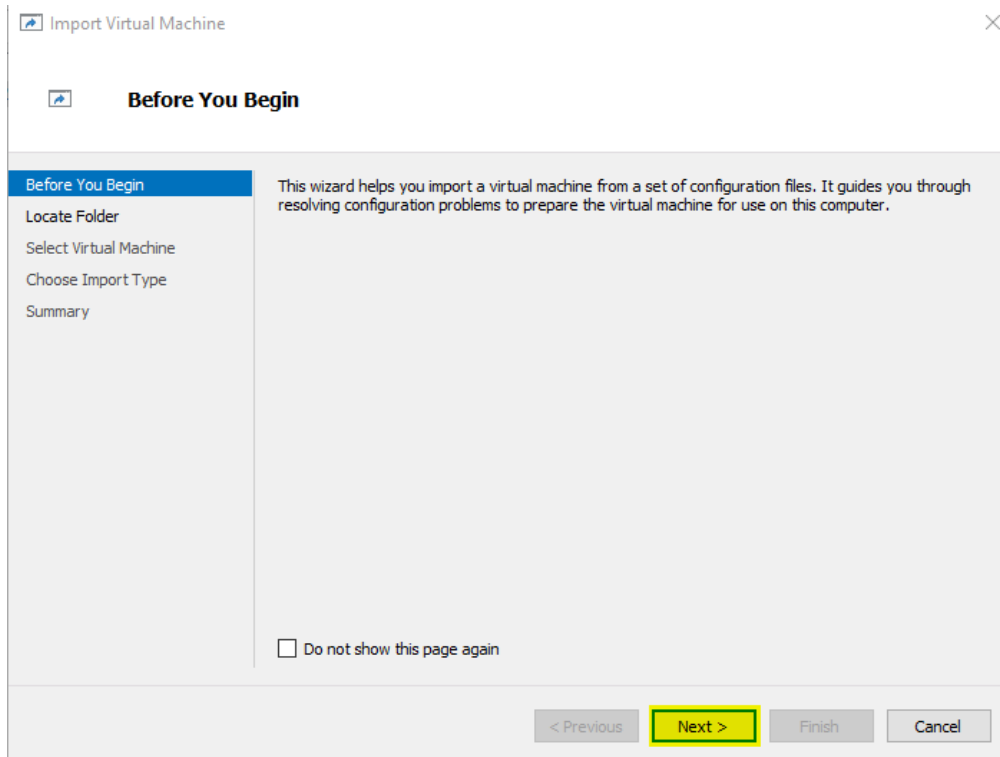 Import Virtual Machine
Before You Begin
Before You Begin
Locate Folder
Select Virtual Machine
Choose Import Type
Summary
This wizard helps you import a virtual machine from a set of configuration files. It guides you through
resolving configuration problems to prepare the virtual machine for use on this computer.
Do not show this page again
< Previous
Next >
Finish
Cancel